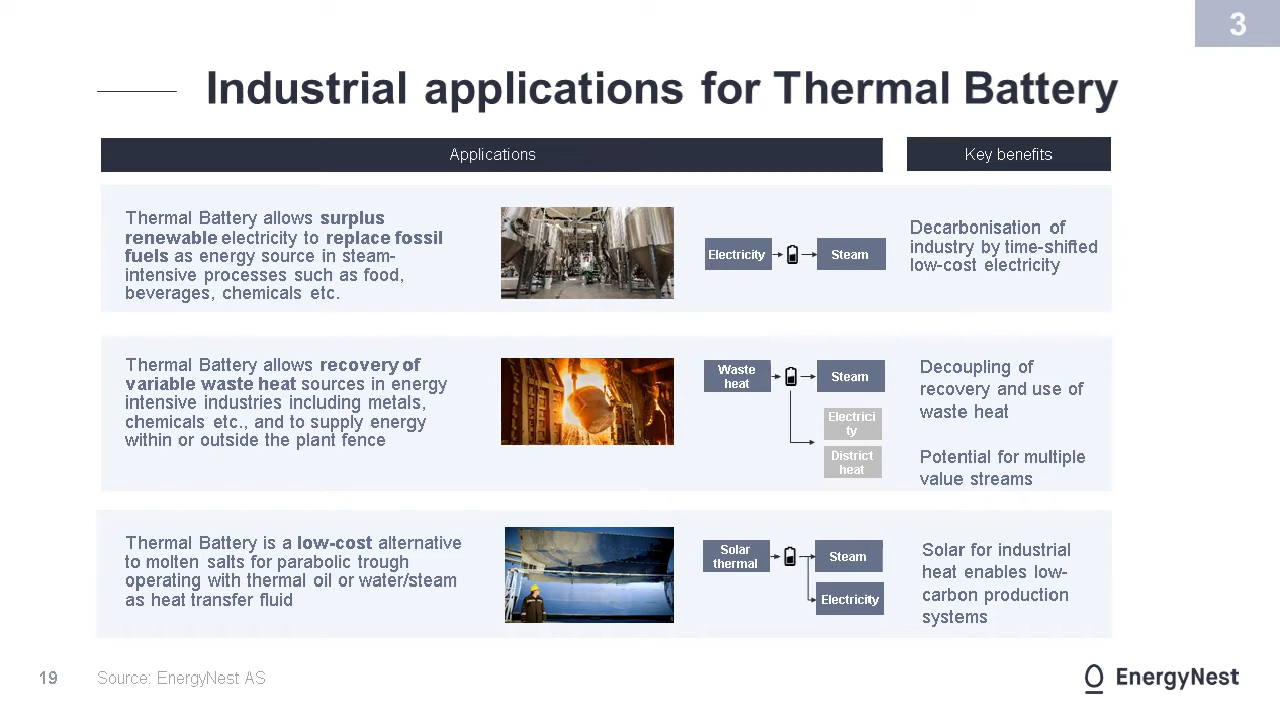 3
Industrial applications for Thermal Battery
Applications
Key benefits
Thermal Battery allows surplus
renewable electricity to replace fossil
fuels as energy source in steam-
intensive processes such as food,
beverages, chemicals etc.
Electricity
Steam
Decarbonisation of
industry by time-shifted
low-cost electricity
Thermal Battery allows recovery of
variable waste heat sources in energy
intensive industries including metals,
chemicals etc., and to supply energy
within or outside the plant fence
Waste
heat
Steam
Electrici
ty
District
heat
Decoupling of
recovery and use of
waste heat
Potential for multiple
value streams
Thermal Battery is a low-cost alternative
to molten salts for parabolic trough
operating with thermal oil or water/steam
as heat transfer fluid
Solar
thermal
Steam
Electricity
Solar for industrial
heat enables low-
carbon production
systems
19
Source: EnergyNest AS
EnergyNest